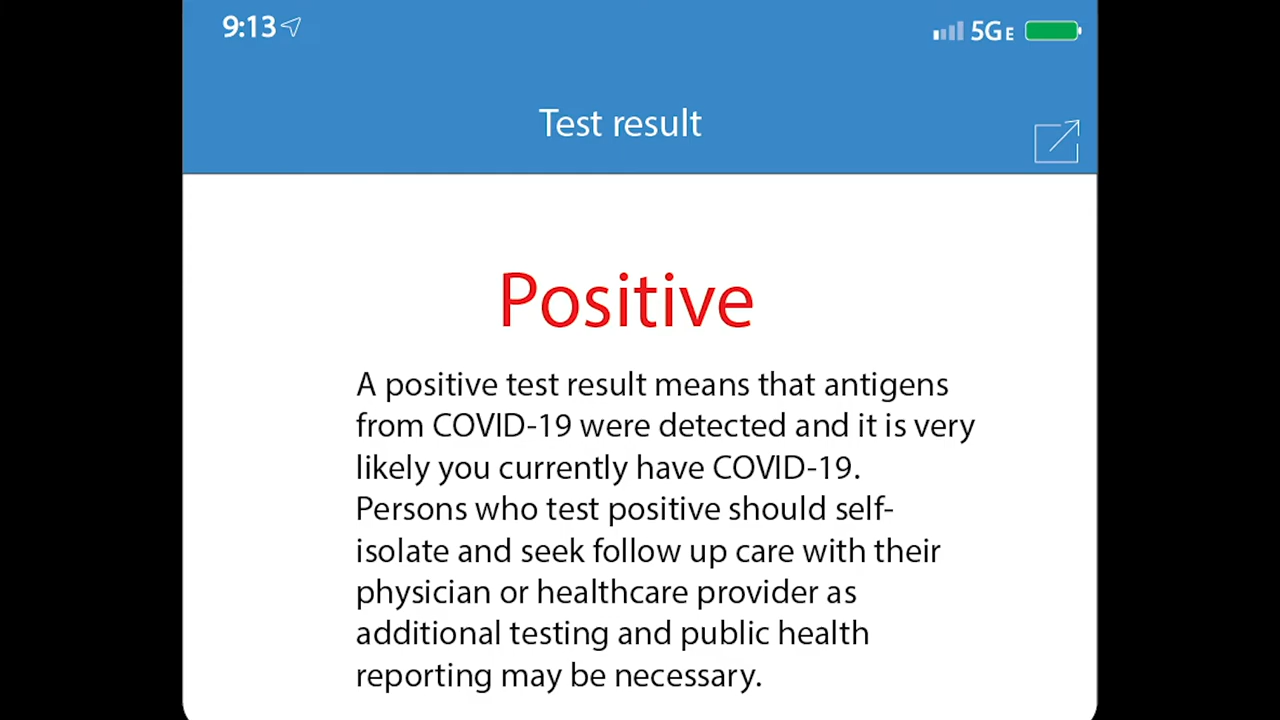 9:13 5GE
Test result
Positive
A positive test result means that antigens
from COVID-19 were detected and it is very
likely you currently have COVID-19.
Persons who test positive should self-
isolate and seek follow up care with their
physician or healthcare provider as
additional testing and public health
reporting may be necessary.